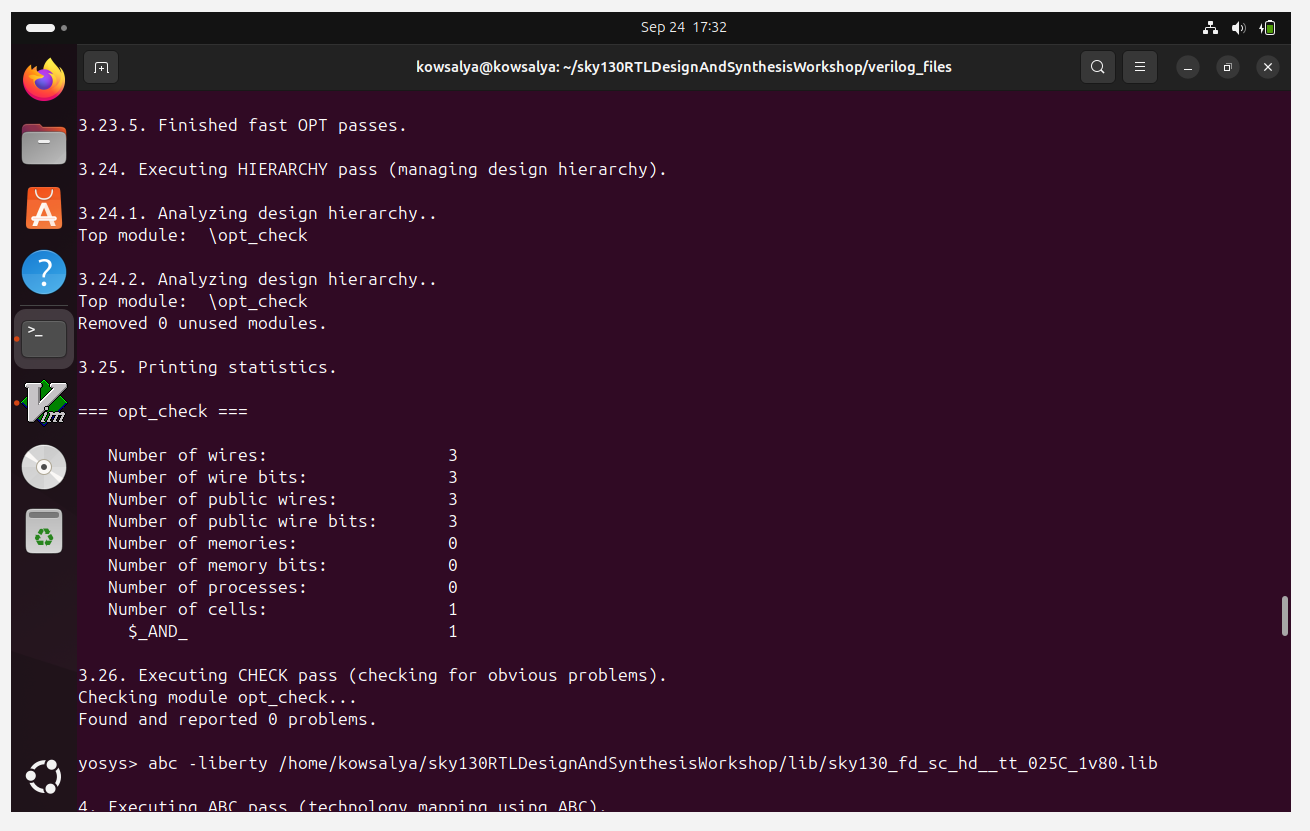 Sep 24 17:32
kowsalya@kowsalya: ~/sky130RTLDesignAndSynthesisWorkshop/verilog_files
3.23.5. Finished fast OPT passes.
3.24. Executing HIERARCHY pass (managing design hierarchy).
3.24.1. Analyzing design hierarchy..
Top module:  \opt_check
3.24.2. Analyzing design hierarchy..
Top module:  \opt_check
Removed 0 unused modules.
3.25. Printing statistics.
=== opt_check ===
Number of wires: 3
Number of wire bits: 3
Number of public wires: 3
Number of public wire bits: 3
Number of memories: 0
Number of memory bits: 0
Number of processes: 0
Number of cells: 1
$_AND_ 1
3.26. Executing CHECK pass (checking for obvious problems).
Checking module opt_check...
Found and reported 0 problems.
yosys> abc -liberty /home/kowsalya/sky130RTLDesignAndSynthesisWorkshop/lib/sky130_fd_sc_hd__tt_025C_1v80.lib
4. Executing ABC pass (technology mapping using ABC).